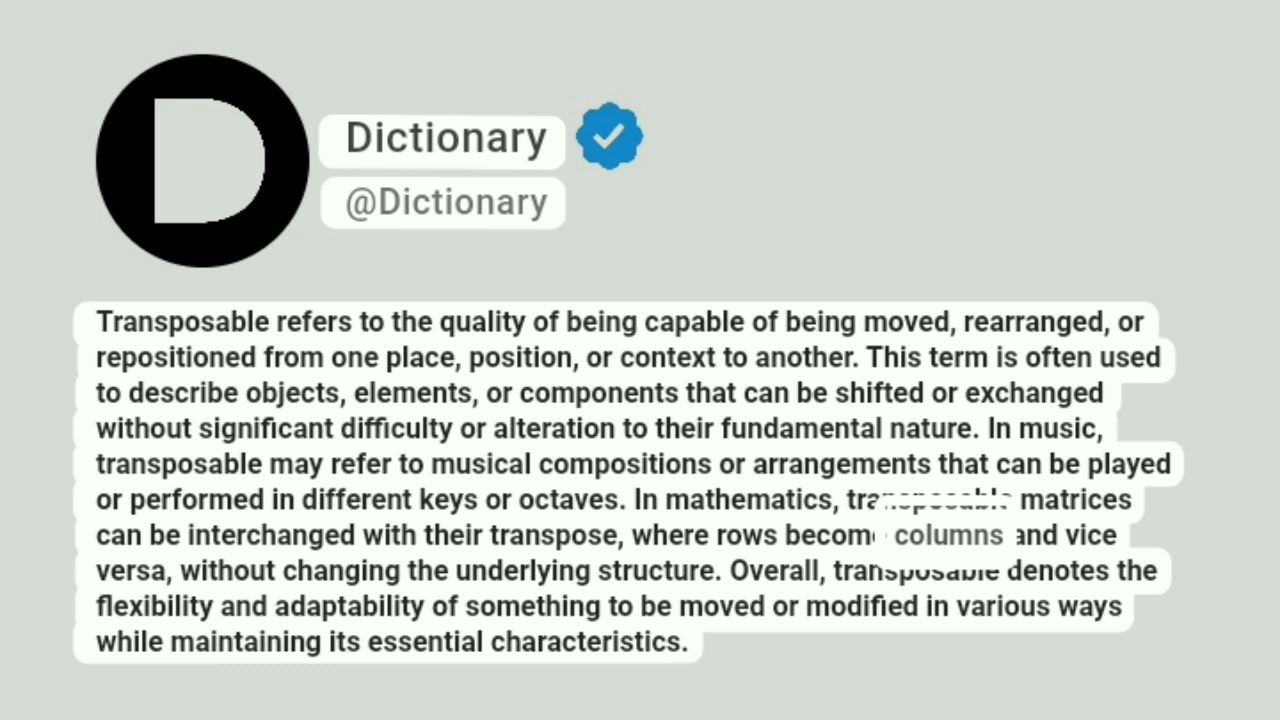 D
Dictionary
@Dictionary
Transposable refers to the quality of being capable of being moved, rearranged, or
repositioned from one place, position, or context to another. This term is often used
to describe objects, elements, or components that can be shifted or exchanged
without significant difficulty or alteration to their fundamental nature. In music,
transposable may refer to musical compositions or arrangements that can be played
or performed in different keys or octaves. In mathematics, transposable matrices
can be interchanged with their transpose, where rows become columns and vice
versa, without changing the underlying structure. Overall, transposable denotes the
flexibility and adaptability of something to be moved or modified in various ways
while maintaining its essential characteristics.